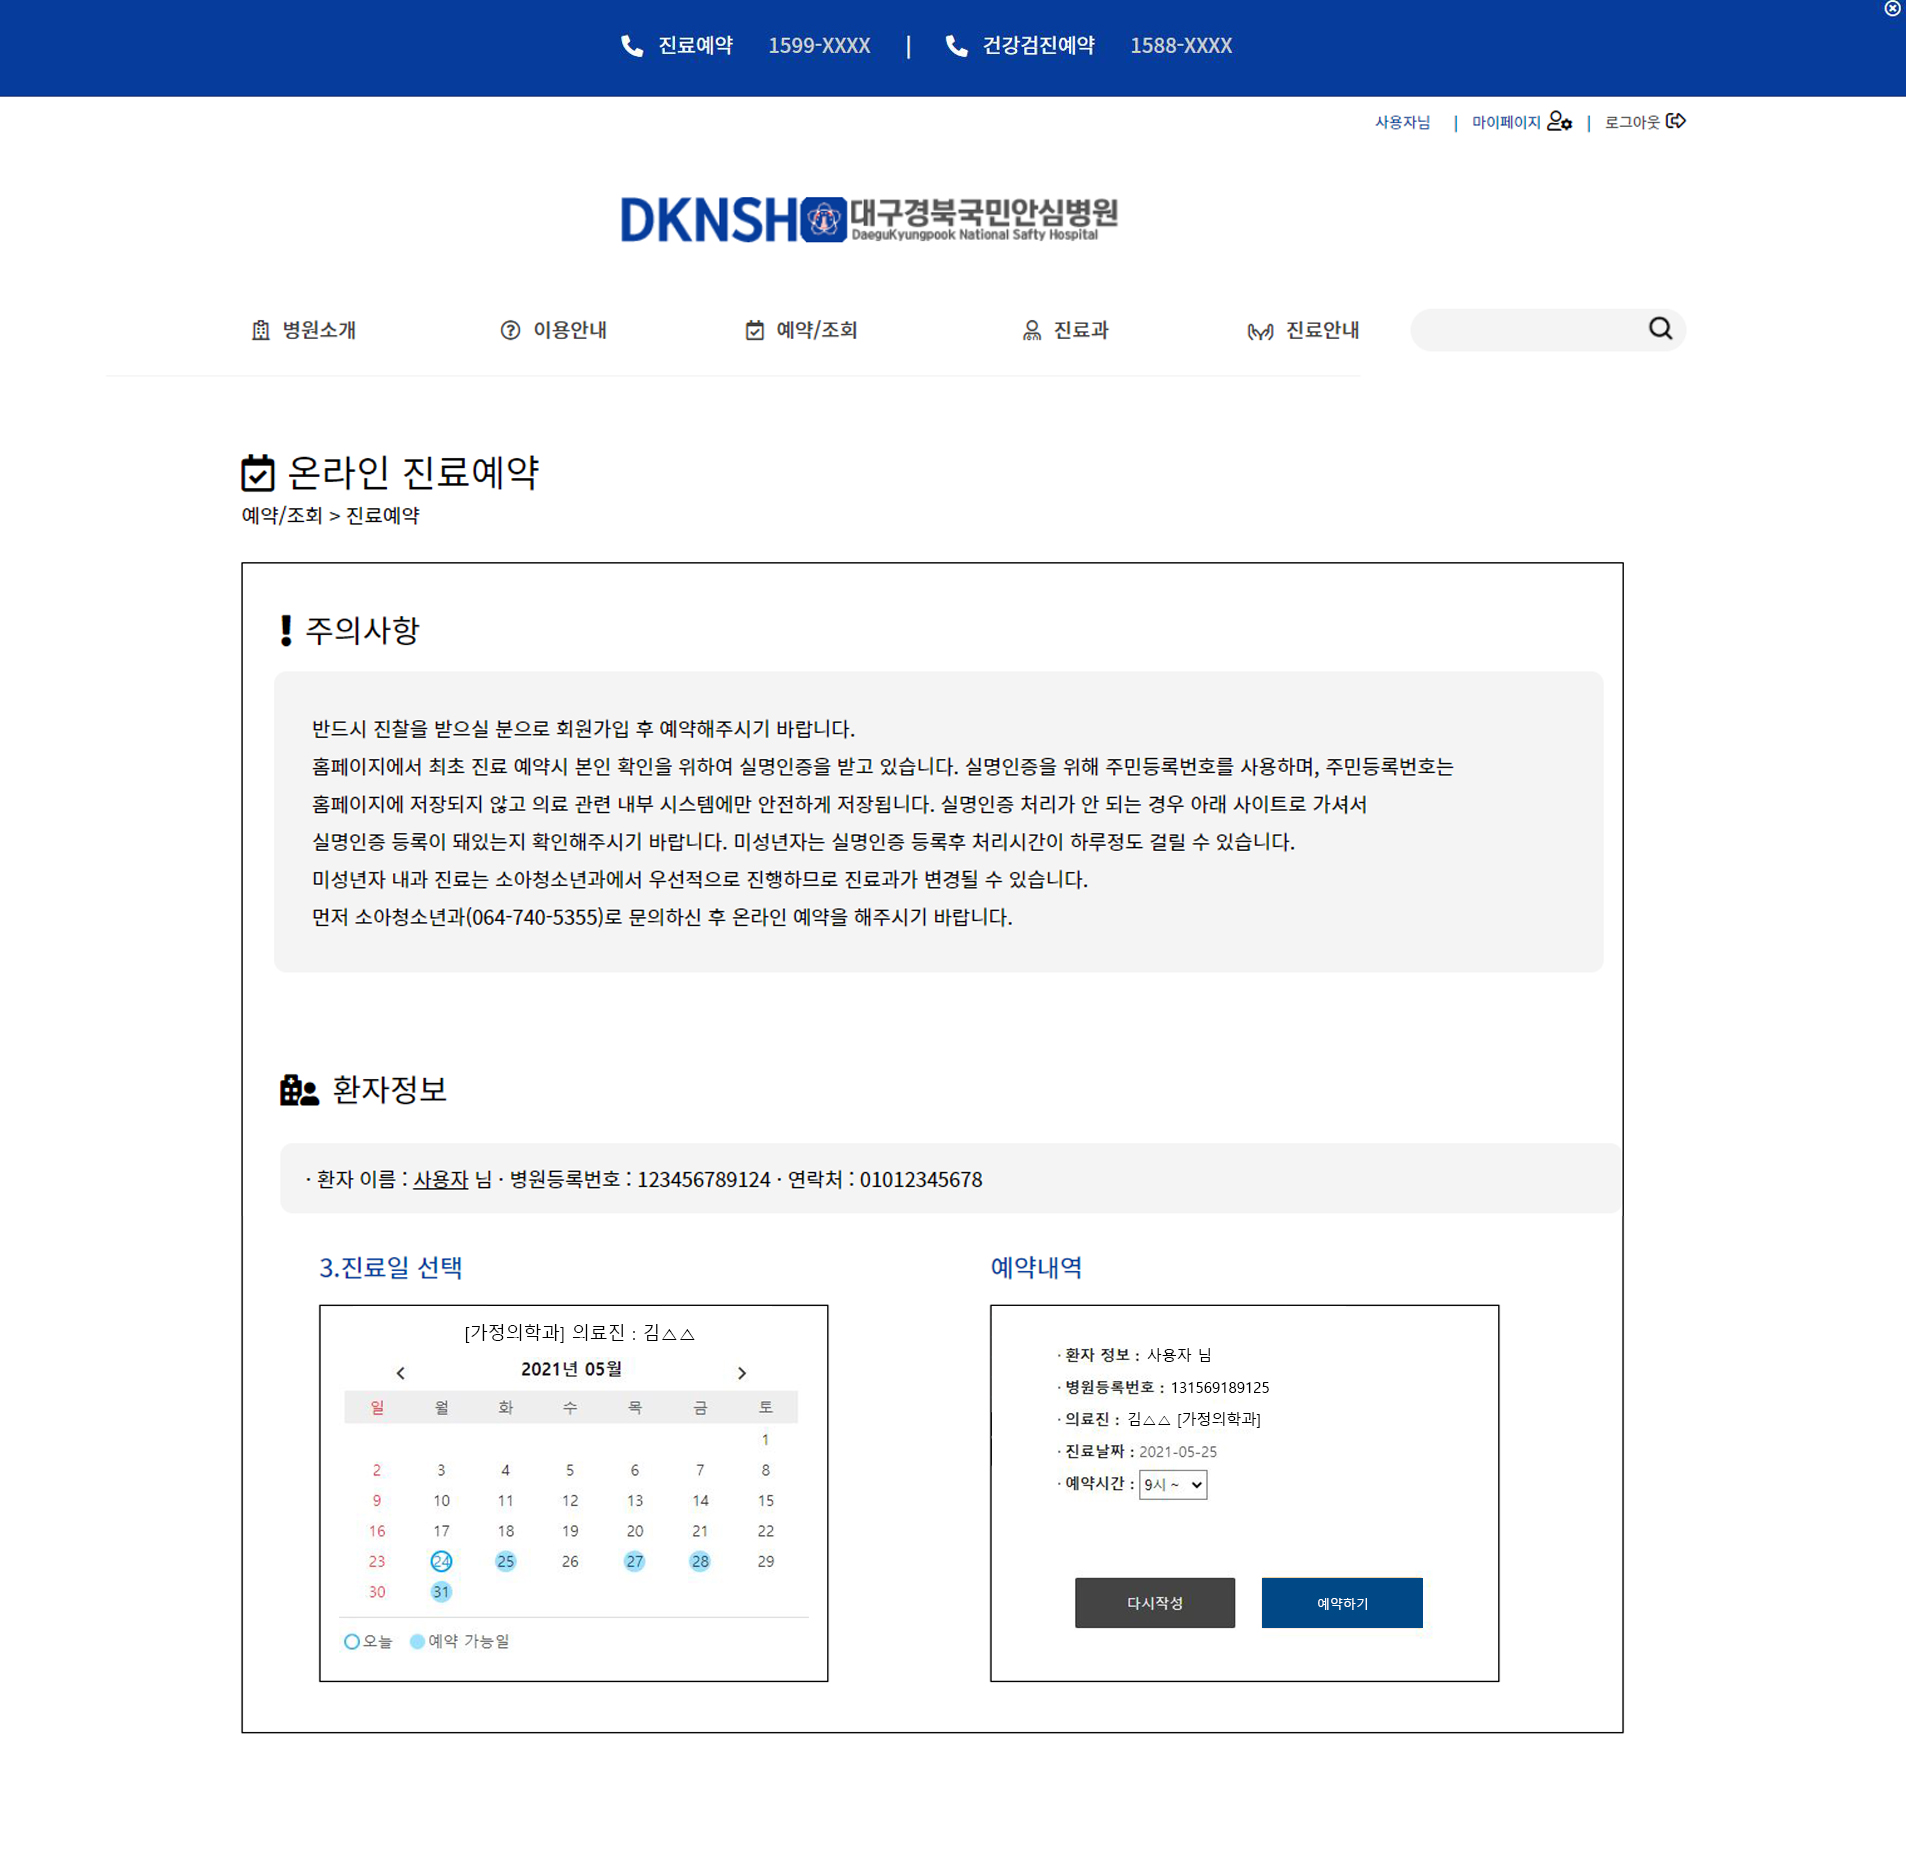 진료예약 1599-XXXX | 건강검진예약 1588-XXXX
사용자님 | 마이페이지 | 로그아웃
DKNSH 대구경북국민안심병원
DaeguKyungpook National Safty Hospital
병원소개 이용안내 예약/조회 진료과 진료안내
온라인 진료예약
예약/조회 > 진료예약
주의사항
반드시 진찰을 받으실 분으로 회원가입 후 예약해주시기 바랍니다.
홈페이지에서 최초 진료 예약시 본인 확인을 위하여 실명인증을 받고 있습니다. 실명인증을 위해 주민등록번호를 사용하며, 주민등록번호는
홈페이지에 저장되지 않고 의료 관련 내부 시스템에만 안전하게 저장됩니다. 실명인증 처리가 안 되는 경우 아래 사이트로 가셔서
실명인증 등록이 돼있는지 확인해주시기 바랍니다. 미성년자는 실명인증 등록후 처리시간이 하루정도 걸릴 수 있습니다.
미성년자 내과 진료는 소아청소년과에서 우선적으로 진행하므로 진료과가 변경될 수 있습니다.
먼저 소아청소년과(064-740-5355)로 문의하신 후 온라인 예약을 해주시기 바랍니다.
환자정보
· 환자 이름 : 사용자 님 · 병원등록번호 : 123456789124 · 연락처 : 01012345678
3.진료일 선택
[가정의학과] 의료진 : 김△△
2021년 05월
일 월 화 수 목 금 토
1
2 3 4 5 6 7 8
9 10 11 12 13 14 15
16 17 18 19 20 21 22
23 24 25 26 27 28 29
30 31
오늘 예약 가능일
예약내역
· 환자 정보 : 사용자 님
· 병원등록번호 : 131569189125
· 의료진 : 김△△ [가정의학과]
· 진료날짜 : 2021-05-25
· 예약시간 : 9시 ~
다시작성 예약하기